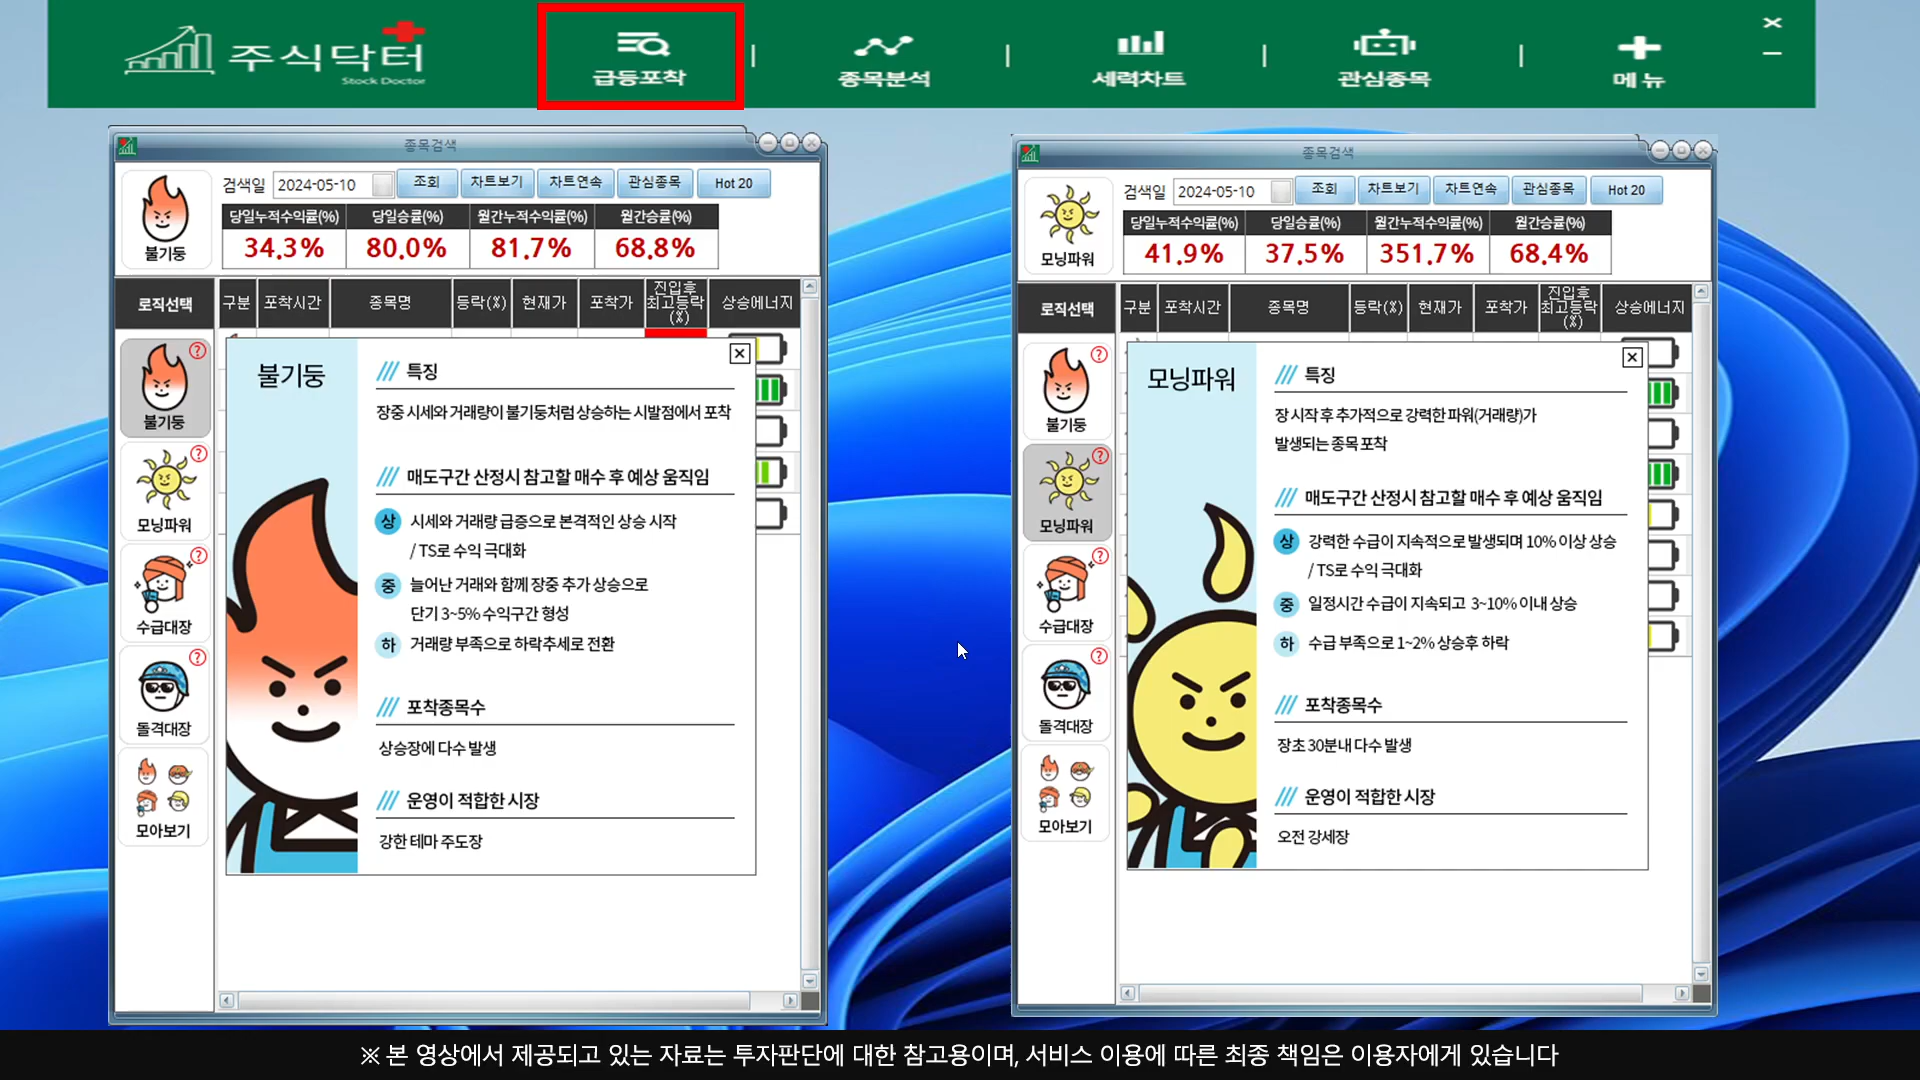 주식닥터
Stock Doctor
급등포착
종목분석
세력차트
관심종목
메뉴
종목검색
불기둥
검색일
2024-05-10
조회
차트보기
차트연속
관심종목
Hot 20
당일누적수익률(%) 당일승률(%) 월간누적수익률(%) 월간승률(%)
34.3% 80.0% 81.7% 68.8%
로직선택
구분 포착시간 종목명 등락(%) 현재가 포착가 진입후 최고등락 (%) 상승에너지
불기둥
모닝파워
수급대장
돌격대장
모아보기
불기둥
/// 특징
장중 시세와 거래량이 불기둥처럼 상승하는 시발점에서 포착
/// 매도구간 산정시 참고할 매수 후 예상 움직임
상 시세와 거래량 급증으로 본격적인 상승 시작
/ TS로 수익 극대화
중 늘어난 거래와 함께 장중 추가 상승으로
단기 3~5% 수익구간 형성
하 거래량 부족으로 하락추세로 전환
/// 포착종목수
상승장에 다수 발생
/// 운영이 적합한 시장
강한 테마 주도장
종목검색
모닝파워
검색일
2024-05-10
조회
차트보기
차트연속
관심종목
Hot 20
당일누적수익률(%) 당일승률(%) 월간누적수익률(%) 월간승률(%)
41.9% 37.5% 351.7% 68.4%
로직선택
구분 포착시간 종목명 등락(%) 현재가 포착가 진입후 최고등락 (%) 상승에너지
불기둥
모닝파워
수급대장
돌격대장
모아보기
모닝파워
/// 특징
장 시작 후 추가적으로 강력한 파워(거래량)가
발생되는 종목 포착
/// 매도구간 산정시 참고할 매수 후 예상 움직임
상 강력한 수급이 지속적으로 발생되며 10% 이상 상승
/ TS로 수익 극대화
중 일정시간 수급이 지속되고 3~10% 이내 상승
하 수급 부족으로 1~2% 상승후 하락
/// 포착종목수
장초 30분내 다수 발생
/// 운영이 적합한 시장
오전 강세장
※ 본 영상에서 제공되고 있는 자료는 투자판단에 대한 참고용이며, 서비스 이용에 따른 최종 책임은 이용자에게 있습니다